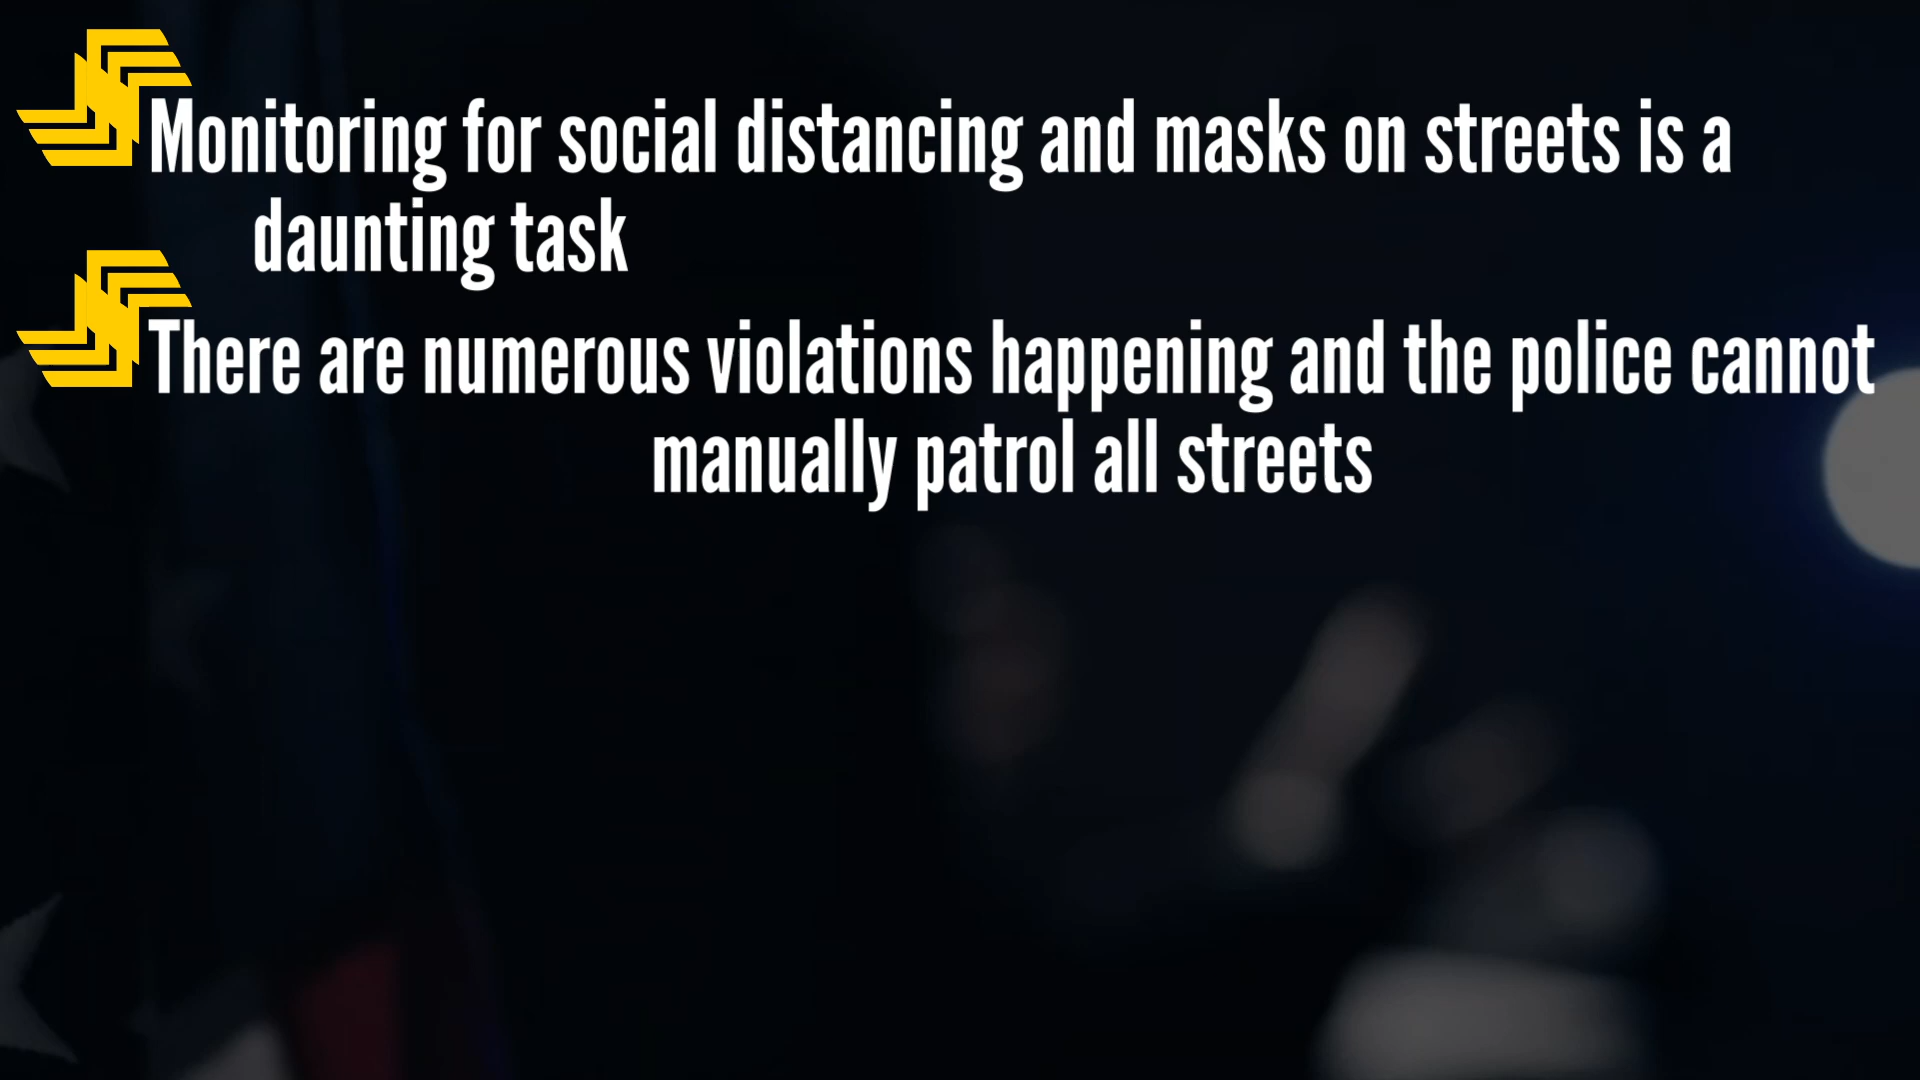 Monitoring for social distancing and masks on streets is a
daunting task
There are numerous violations happening and the police cannot
manually patrol all streets